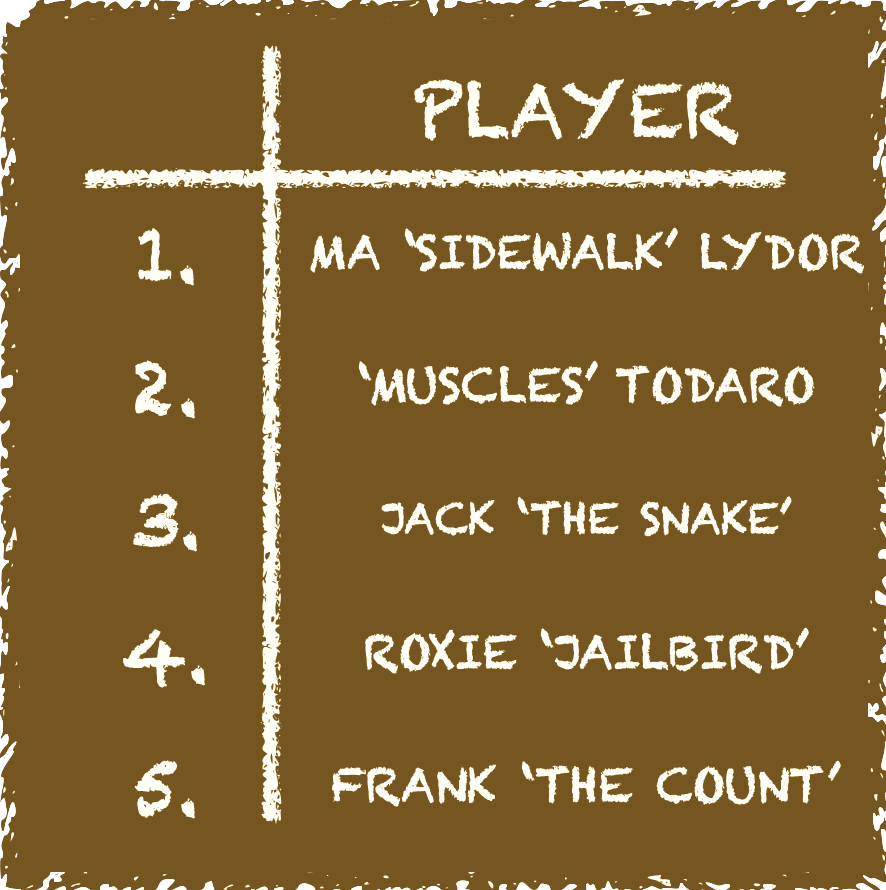 PLAYER
1. MA ‘SIDEWALK’ LYDOR
2. ‘MUSCLES’ TODARO
3. JACK ‘THE SNAKE’
4. ROXIE ‘JAILBIRD’
5. FRANK ‘THE COUNT’